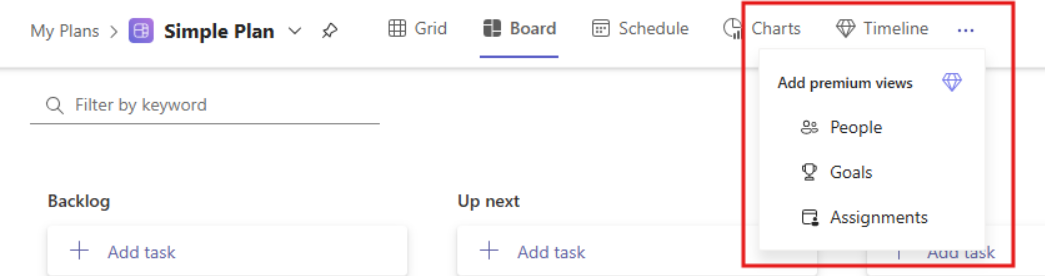 My Plans > Simple Plan Grid Board Schedule Charts Timeline ...
Add premium views
Filter by keyword
People
Goals
Assignments
Backlog Up next
Add task Add task Add task